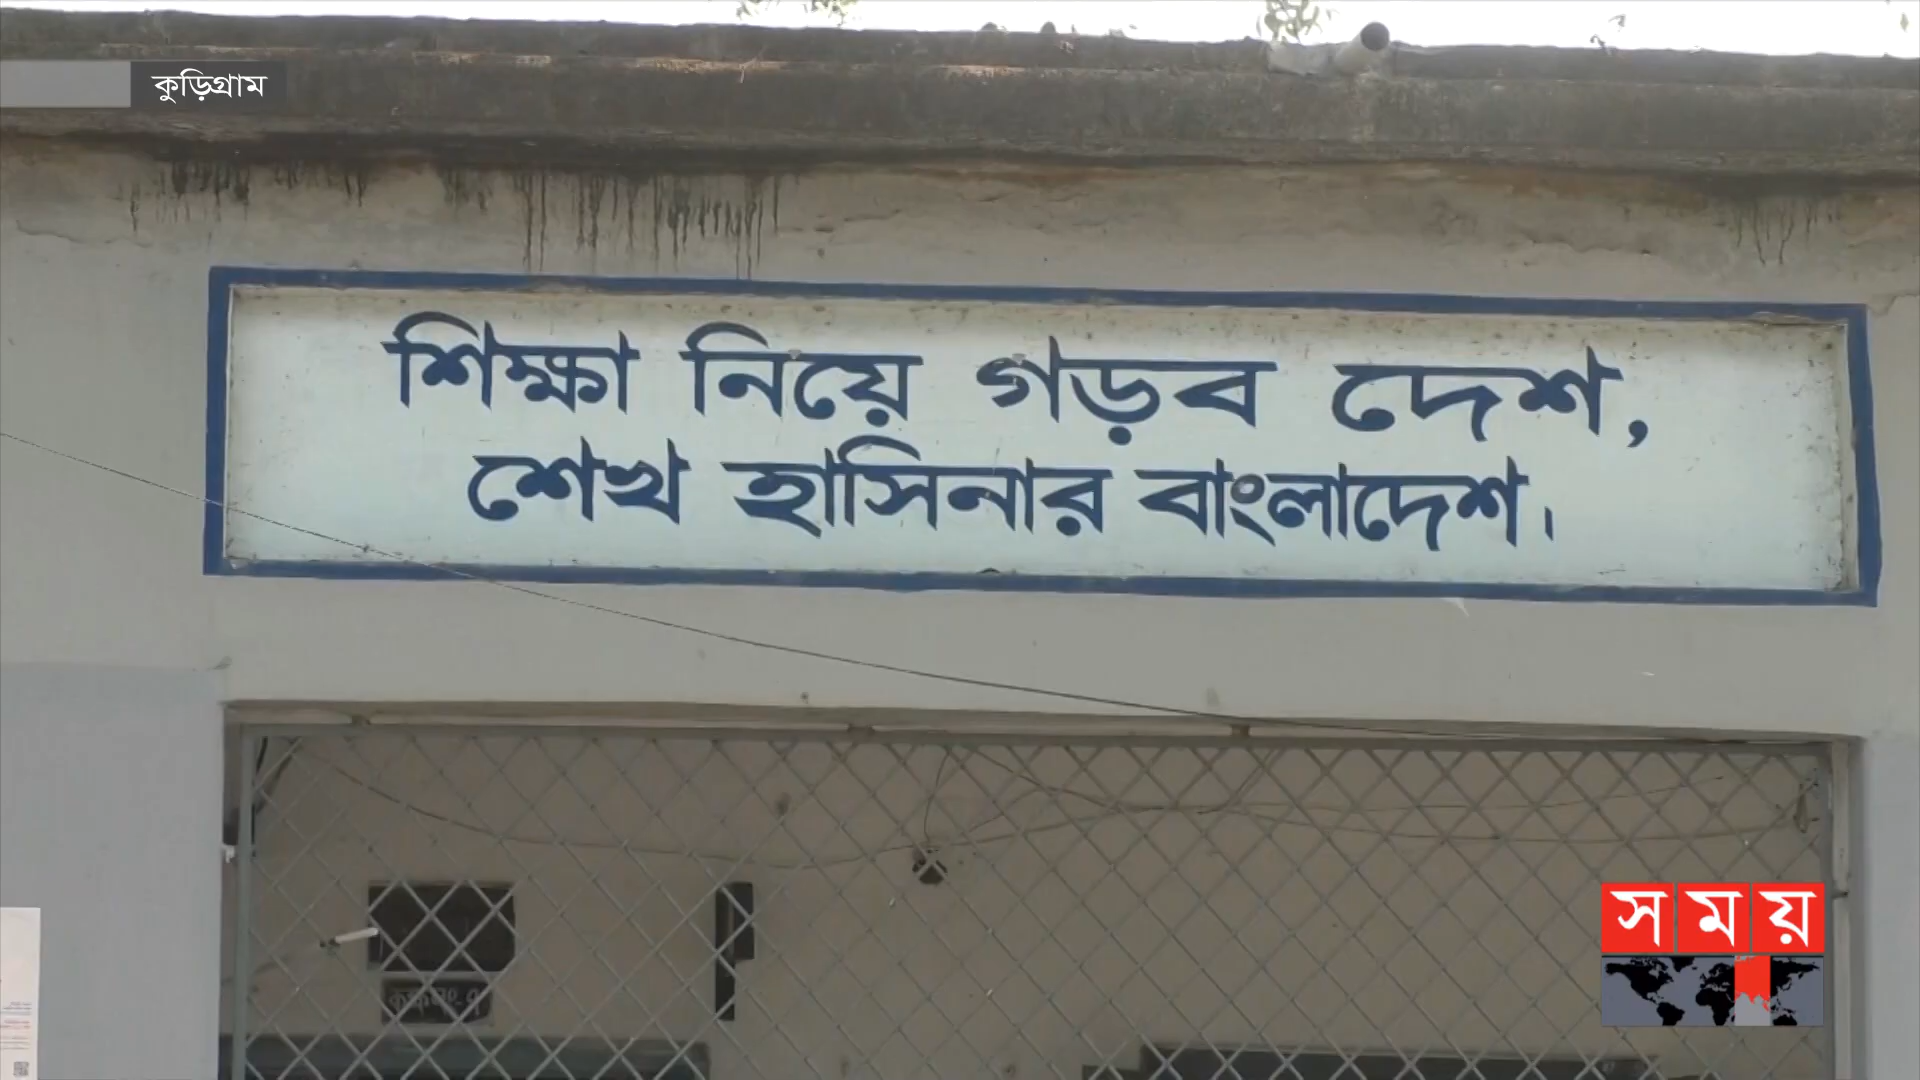 কুড়িগ্রাম
শিক্ষা নিয়ে গড়ব দেশ,
শেখ হাসিনার বাংলাদেশ।
সময়